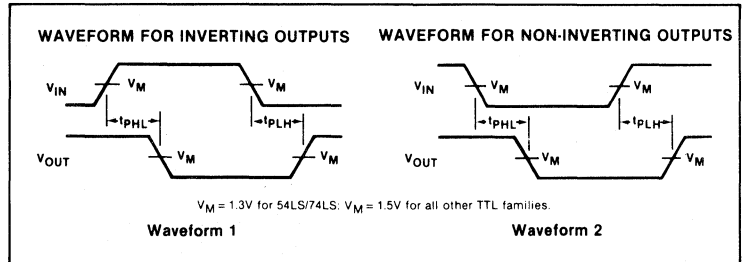 WAVEFORM FOR INVERTING OUTPUTS
WAVEFORM FOR NON-INVERTING OUTPUTS
VIN
VM
VM
tPHL
tPLH
VOUT
VM
VM
VIN
VM
VM
tPHL
tPLH
VOUT
VM
VM
VM = 1.3V for 54LS/74LS; VM = 1.5V for all other TTL families.
Waveform 1
Waveform 2